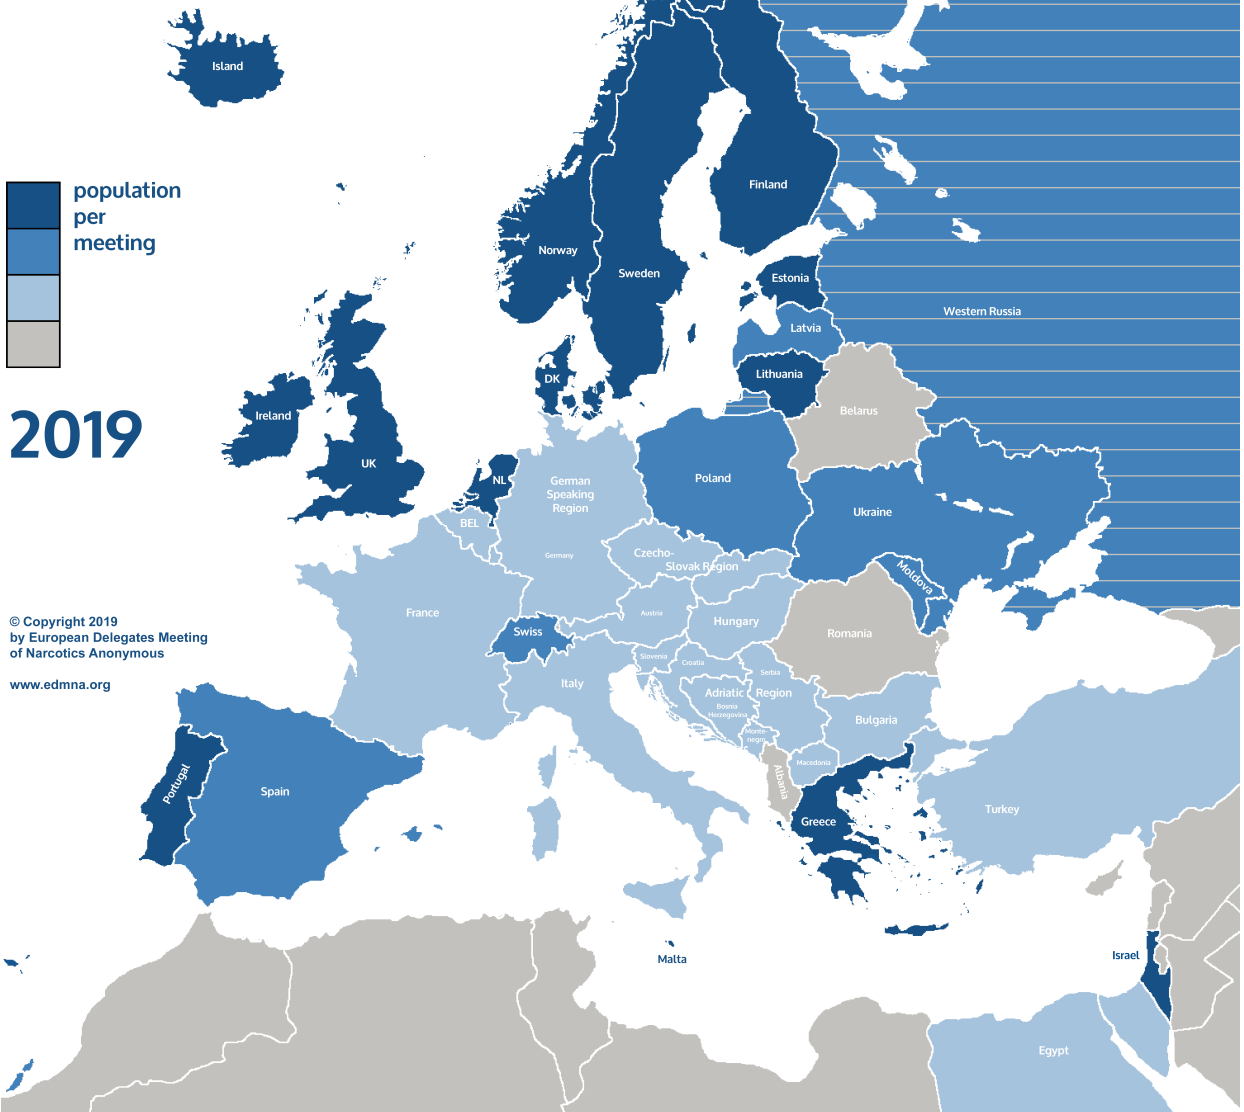 Island
population
per
meeting
Finland
Norway
Sweden
Estonia
Western Russia
Latvia
Lithuania
DK
Belarus
Ireland
2019
UK
NL
German
Speaking
Region
Poland
Ukraine
BEL
Germany
Czecho-
Slovak Region
Moldova
France
Austria
Hungary
© Copyright 2019
by European Delegates Meeting
of Narcotics Anonymous
www.edmna.org
Swiss
Romania
Slovenia
Croatia
Serbia
Italy
Adriatic Region
Bosnia
Herzegovina
Bulgaria
Monte-
negro
Macedonia
Albania
Portugal
Spain
Greece
Turkey
Malta
Israel
Egypt